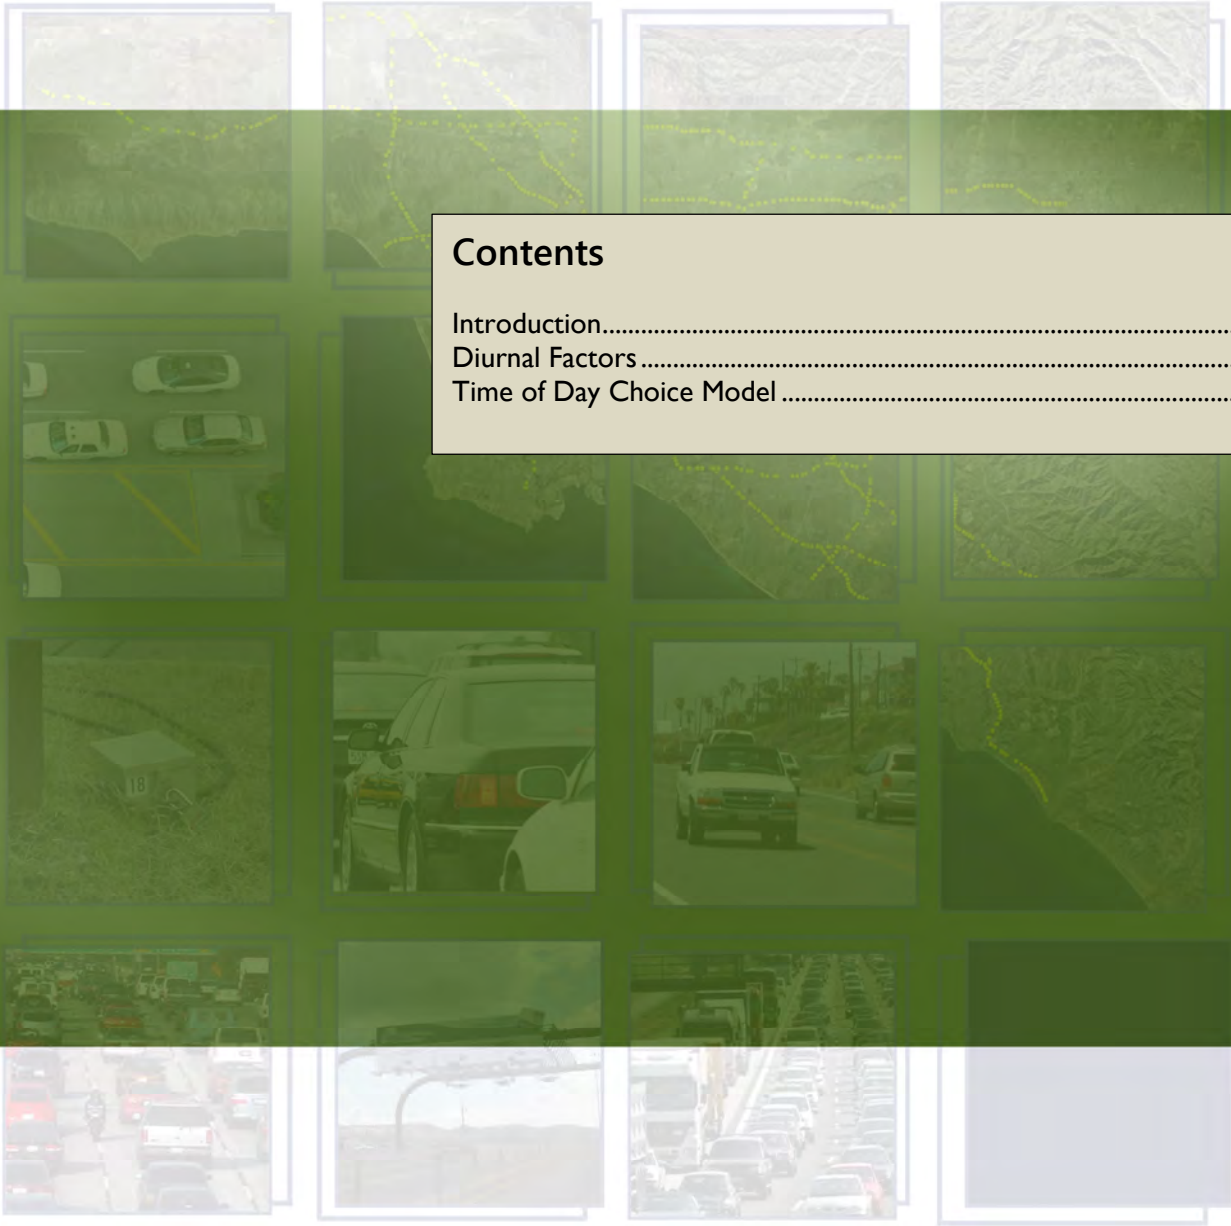 Contents
Introduction....................................................................................................
Diurnal Factors..............................................................................................
Time of Day Choice Model........................................................................
18